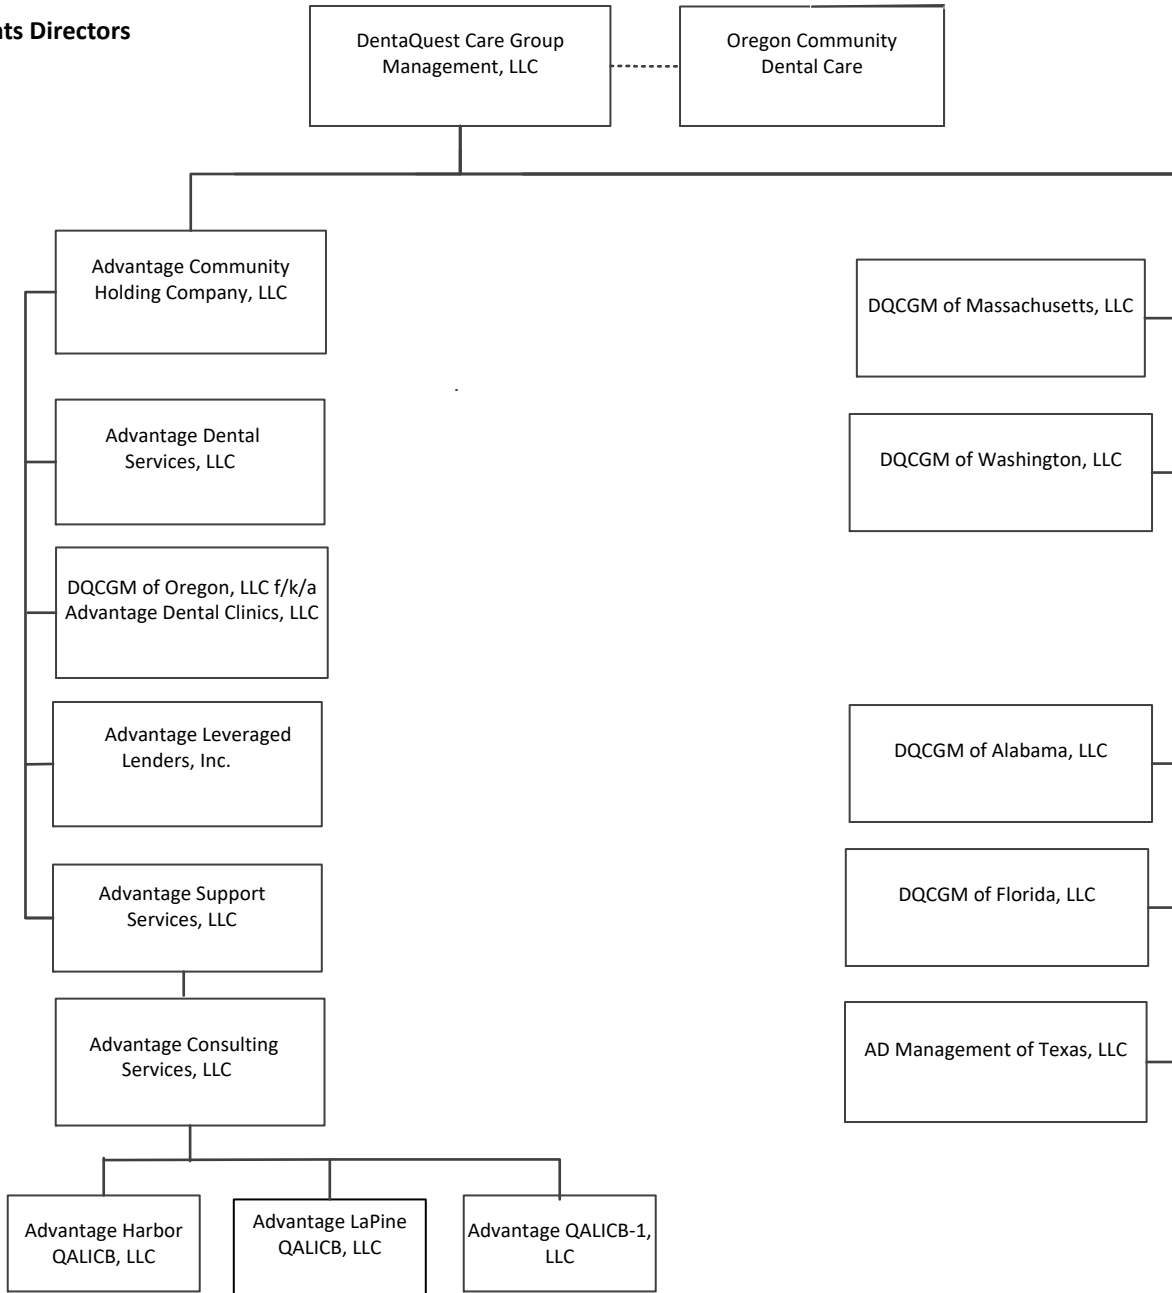 ts Directors
DentaQuest Care Group
Management, LLC
Oregon Community
Dental Care
Advantage Community
Holding Company, LLC
DQCGM of Massachusetts, LLC
Advantage Dental
Services, LLC
DQCGM of Washington, LLC
DQCGM of Oregon, LLC f/k/a
Advantage Dental Clinics, LLC
Advantage Leveraged
Lenders, Inc.
DQCGM of Alabama, LLC
Advantage Support
Services, LLC
DQCGM of Florida, LLC
Advantage Consulting
Services, LLC
AD Management of Texas, LLC
Advantage Harbor
QALICB, LLC
Advantage LaPine
QALICB, LLC
Advantage QALICB-1,
LLC